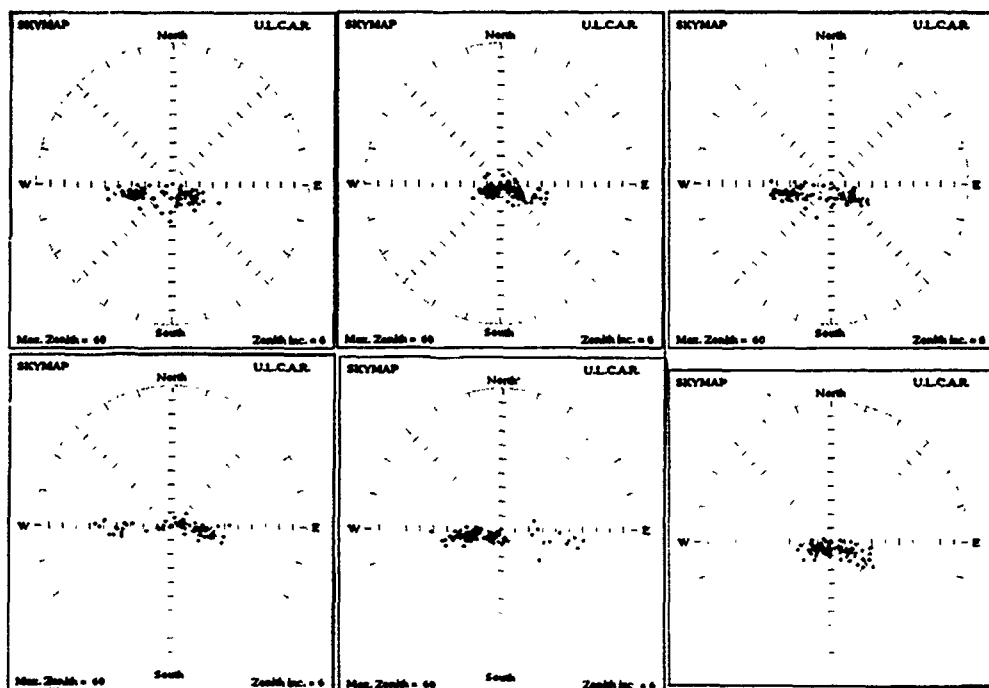 SKYMAP U.L.C.A.R.
North
W E
South
Max. Zenith = 60 Zenith inc. = 6
SKYMAP U.L.C.A.R.
North
W E
South
Max. Zenith = 60 Zenith inc. = 6
SKYMAP U.L.C.A.R.
North
W E
South
Max. Zenith = 60 Zenith inc. = 6
SKYMAP U.L.C.A.R.
North
W E
South
Max. Zenith = 60 Zenith inc. = 6
SKYMAP U.L.C.A.R.
North
W E
South
Max. Zenith = 60 Zenith inc. = 6
SKYMAP U.L.C.A.R.
North
W E